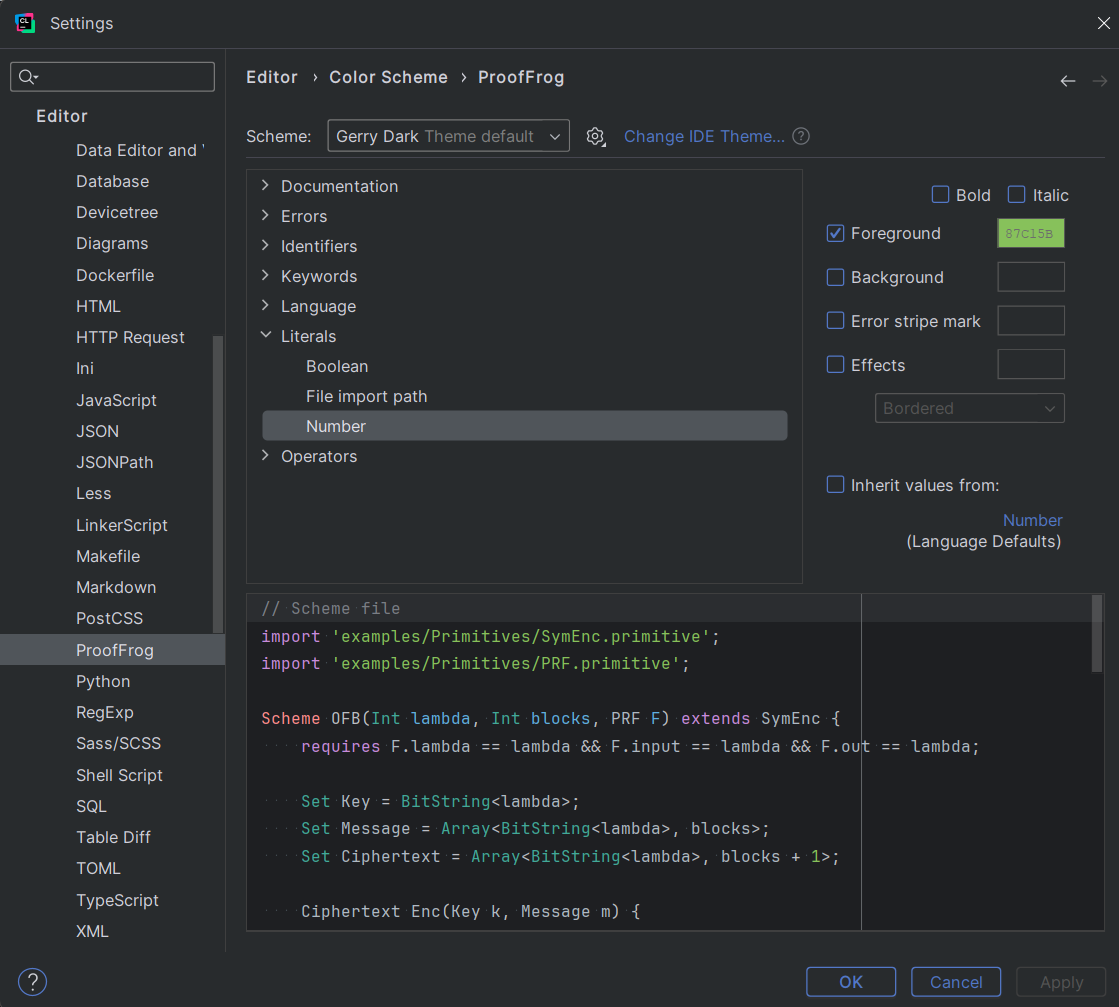 CL
Settings
Editor › Color Scheme › ProofFrog
Editor
Data Editor and
Database
Devicetree
Diagrams
Dockerfile
HTML
HTTP Request
Ini
JavaScript
JSON
JSONPath
Less
LinkerScript
Makefile
Markdown
PostCSS
ProofFrog
Python
RegExp
Sass/SCSS
Shell Script
SQL
Table Diff
TOML
TypeScript
XML
Scheme: Gerry Dark Theme default Change IDE Theme... ?
Documentation
Errors
Identifiers
Keywords
Language
Literals
Boolean
File import path
Number
Operators
Bold Italic
Foreground 87C15B
Background
Error stripe mark
Effects
Bordered
Inherit values from:
Number
(Language Defaults)
// Scheme file
import 'examples/Primitives/SymEnc.primitive';
import 'examples/Primitives/PRF.primitive';
Scheme OFB(Int lambda, Int blocks, PRF F) extends SymEnc {
requires F.lambda == lambda && F.input == lambda && F.out == lambda;
Set Key = BitString<lambda>;
Set Message = Array<BitString<lambda>, blocks>;
Set Ciphertext = Array<BitString<lambda>, blocks + 1>;
Ciphertext Enc(Key k, Message m) {
? OK Cancel Apply